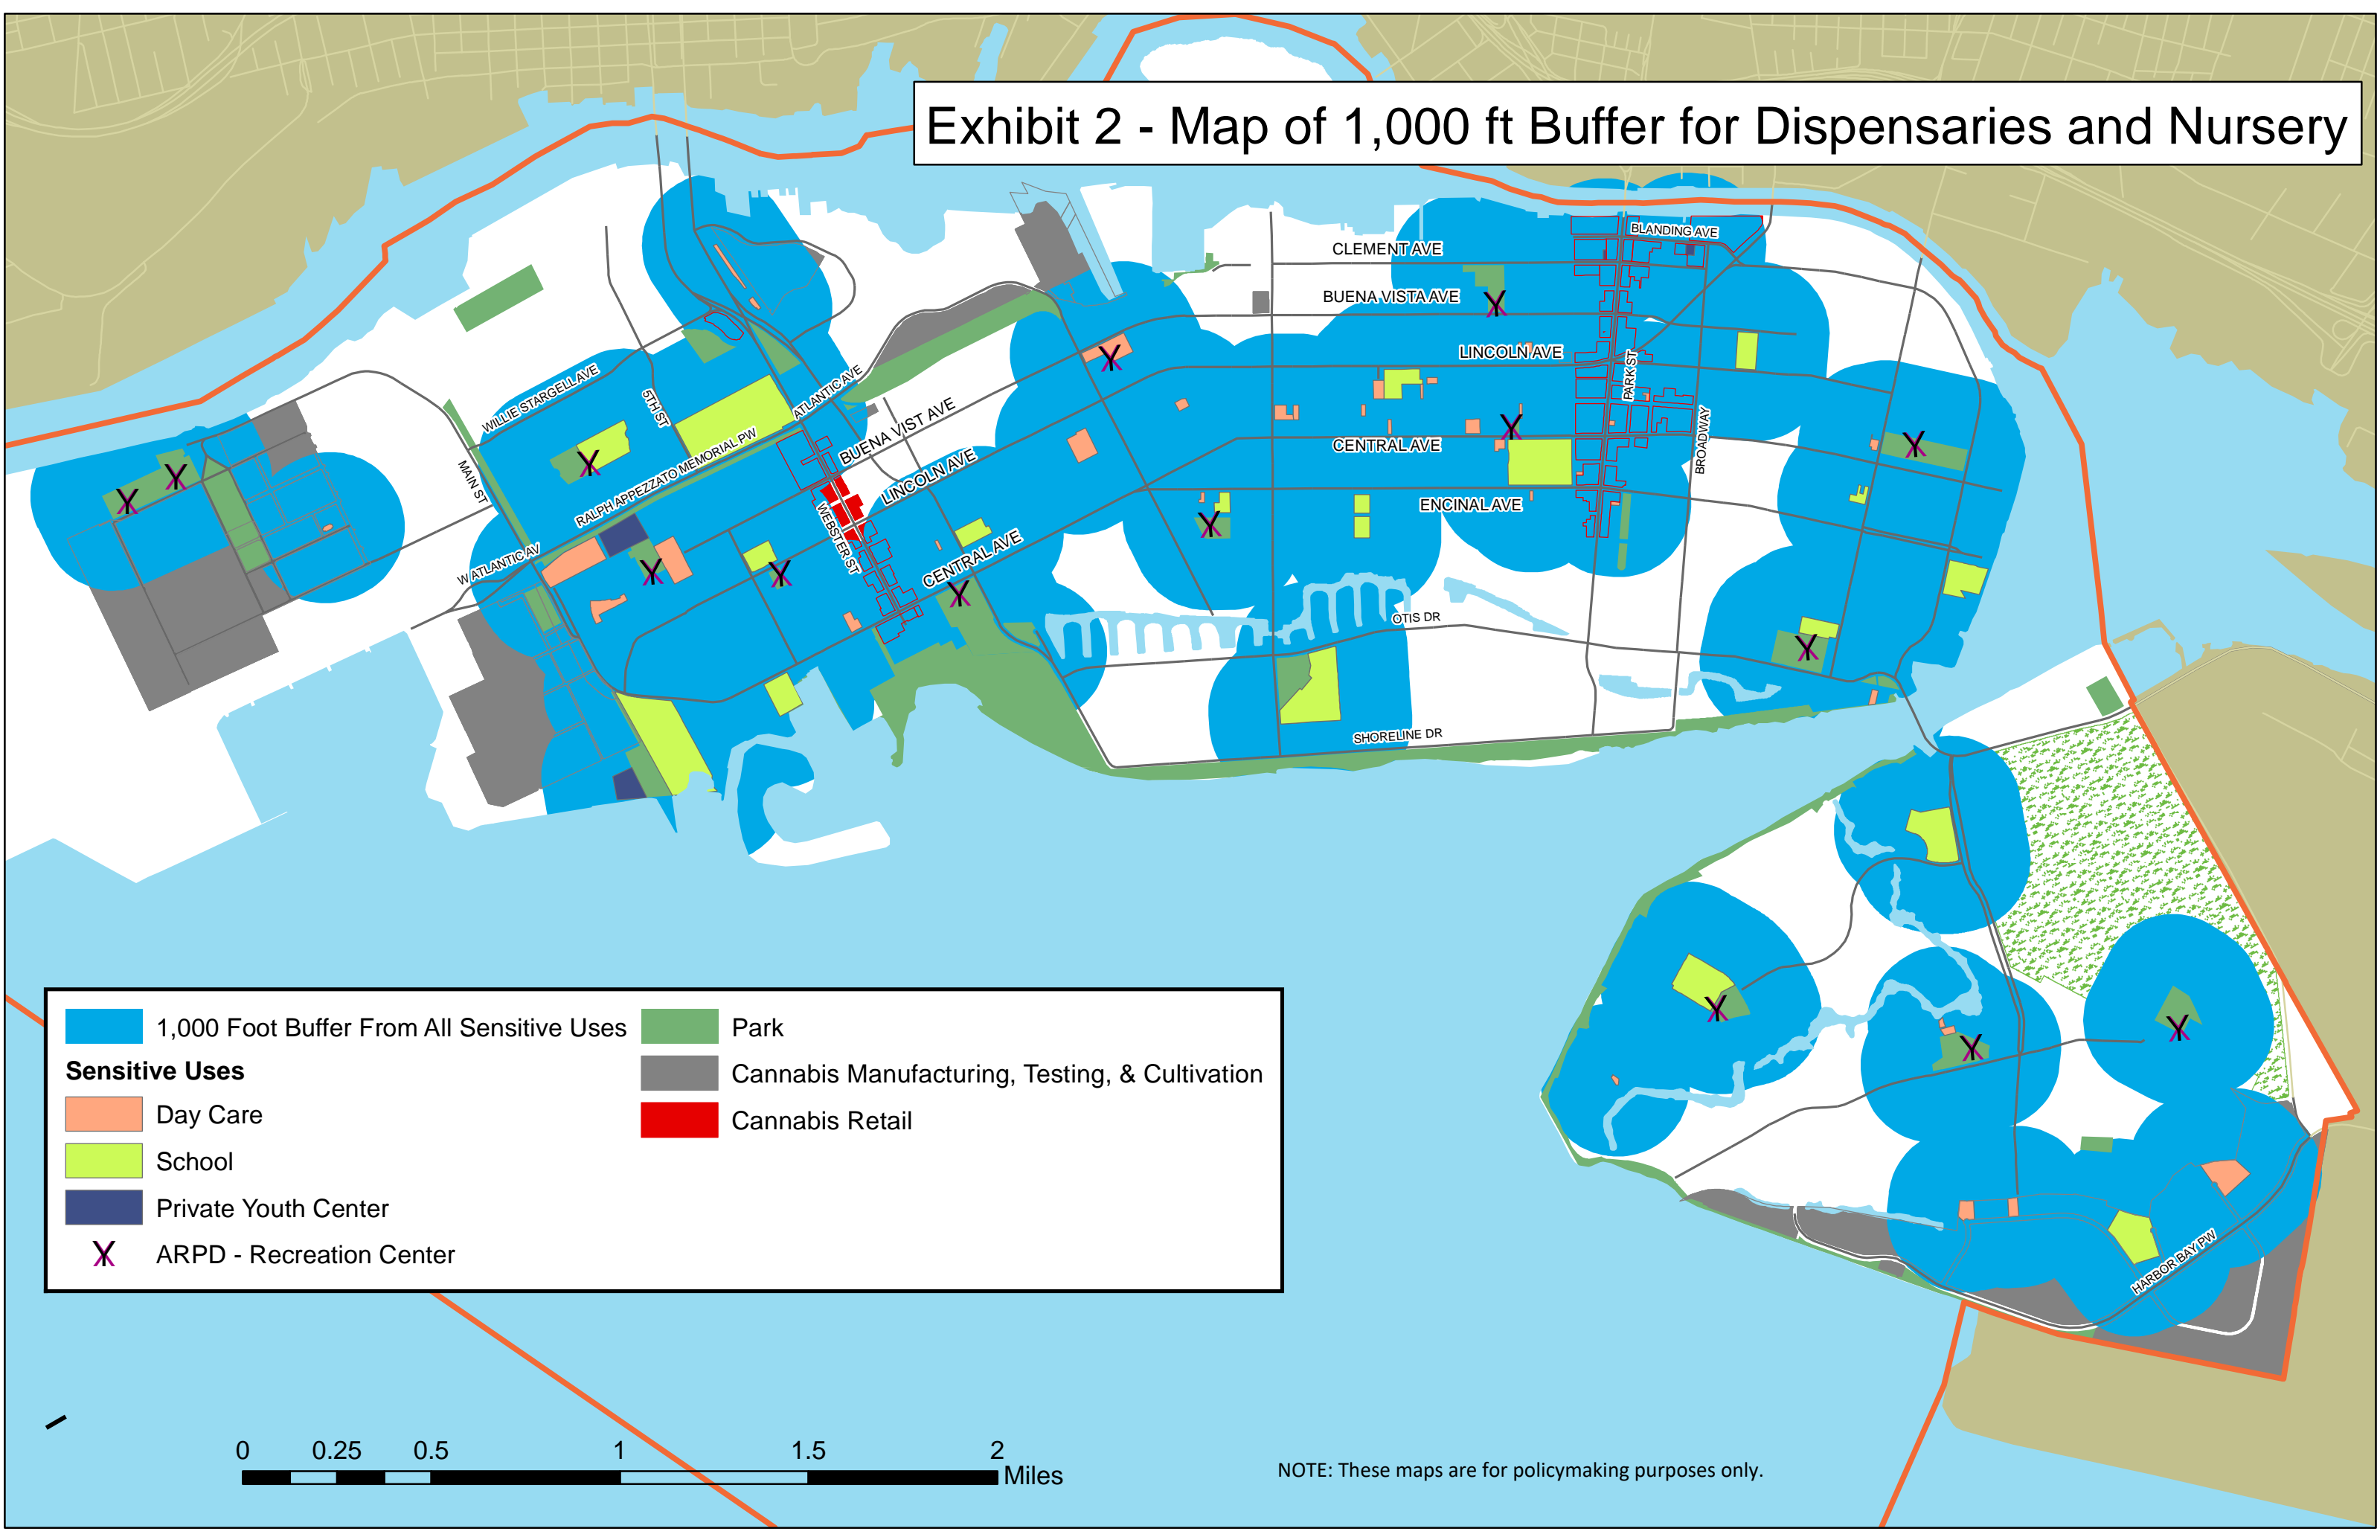 Exhibit 2 - Map of 1,000 ft Buffer for Dispensaries and Nursery
BLANDING AVE
CLEMENT AVE
BUENA VISTA AVE
LINCOLN AVE
PARK ST
WILLIE STARGELL AVE
5TH ST
ATLANTIC AVE
BUENA VIST AVE
RALPH APPEZZATO MEMORIAL PW
CENTRAL AVE
BROADWAY
MAIN ST
LINCOLN AVE
ENCINAL AVE
WEBSTER ST
W ATLANTIC AV
CENTRAL AVE
OTIS DR
SHORELINE DR
HARBOR BAY PW
1,000 Foot Buffer From All Sensitive Uses
Sensitive Uses
Day Care
School
Private Youth Center
ARPD - Recreation Center
Park
Cannabis Manufacturing, Testing, & Cultivation
Cannabis Retail
0 0.25 0.5 1 1.5 2
Miles
NOTE: These maps are for policymaking purposes only.